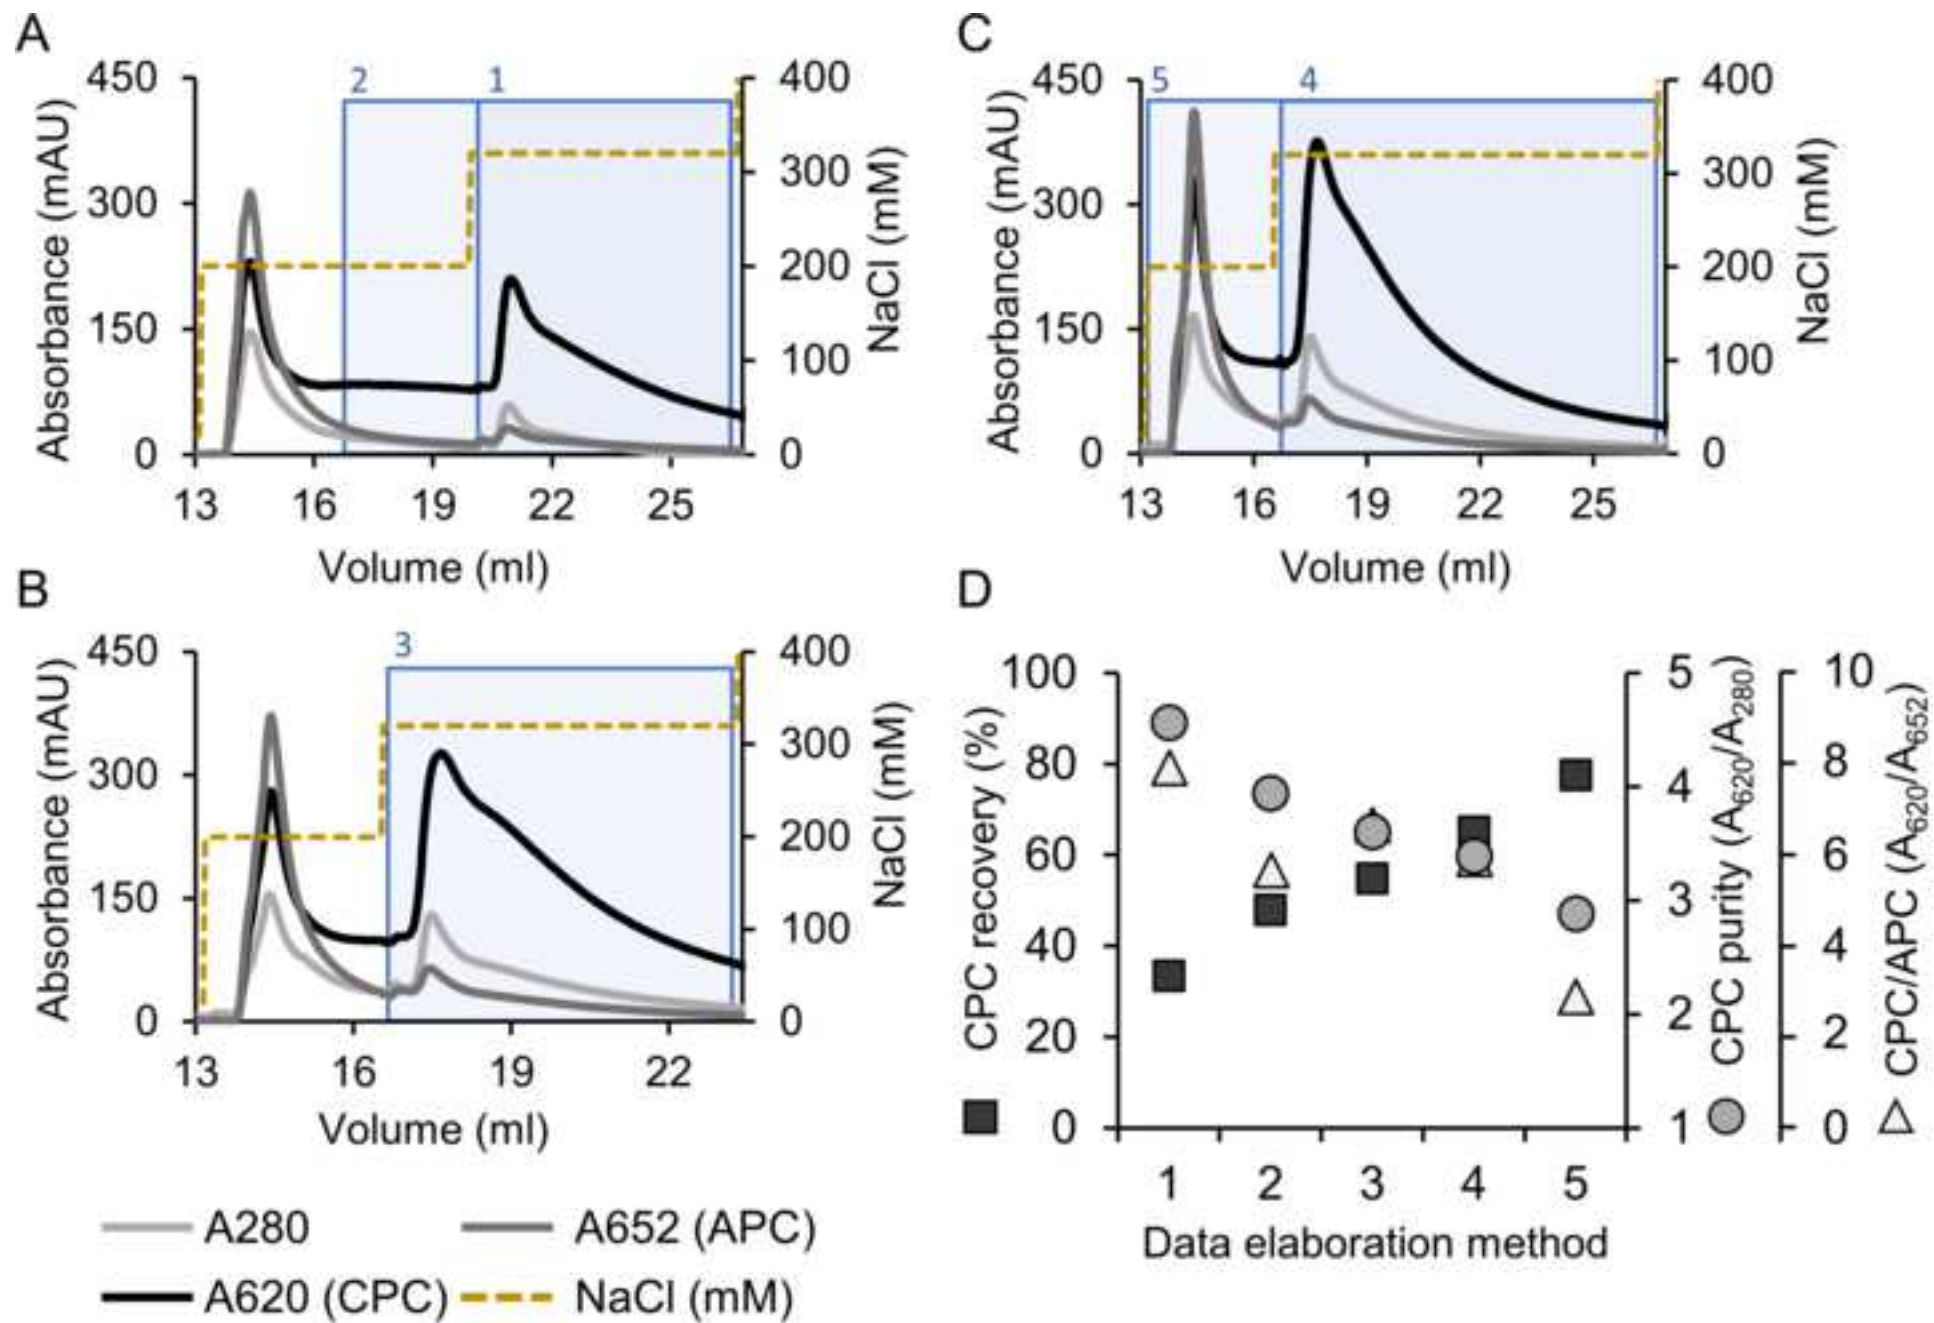 A
450
300
150
0
Absorbance (mAU)
2
1
400
300
200
100
0
NaCl (mM)
13 16 19 22 25
Volume (ml)
B
450
300
150
0
Absorbance (mAU)
3
400
300
200
100
0
NaCl (mM)
13 16 19 22
Volume (ml)
A280
A652 (APC)
A620 (CPC)
NaCl (mM)
C
450
300
150
0
Absorbance (mAU)
5
4
400
300
200
100
0
NaCl (mM)
13 16 19 22 25
Volume (ml)
D
CPC recovery (%)
100
80
60
40
20
0
5
4
3
2
1
CPC purity (A620/A280)
10
8
6
4
2
0
CPC/APC (A620/A652)
1 2 3 4 5
Data elaboration method